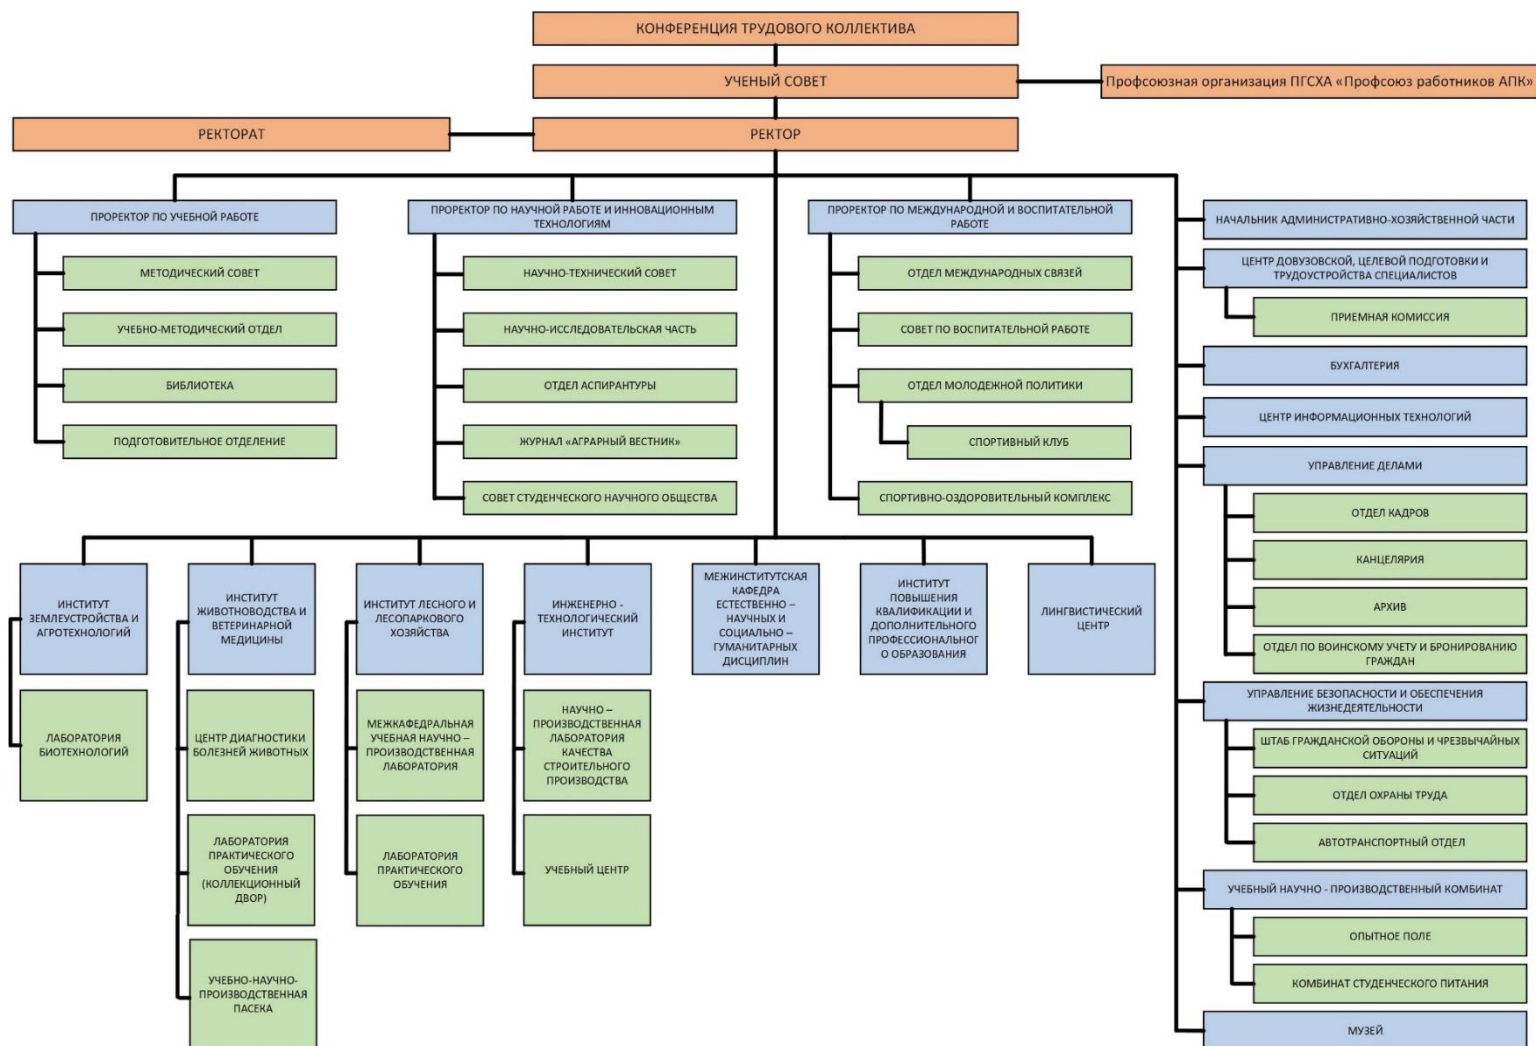 КОНФЕРЕНЦИЯ ТРУДОВОГО КОЛЛЕКТИВА
УЧЕНЫЙ СОВЕТ
Профсоюзная организация ПГСХА «Профсоюз работников АПК»
РЕКТОРАТ
РЕКТОР
ПРОРЕКТОР ПО УЧЕБНОЙ РАБОТЕ
МЕТОДИЧЕСКИЙ СОВЕТ
УЧЕБНО-МЕТОДИЧЕСКИЙ ОТДЕЛ
БИБЛИОТЕКА
ПОДГОТОВИТЕЛЬНОЕ ОТДЕЛЕНИЕ
ПРОРЕКТОР ПО НАУЧНОЙ РАБОТЕ И ИННОВАЦИОННЫМ
ТЕХНОЛОГИЯМ
НАУЧНО-ТЕХНИЧЕСКИЙ СОВЕТ
НАУЧНО-ИССЛЕДОВАТЕЛЬСКАЯ ЧАСТЬ
ОТДЕЛ АСПИРАНТУРЫ
ЖУРНАЛ «АГРАРНЫЙ ВЕСТНИК»
СОВЕТ СТУДЕНЧЕСКОГО НАУЧНОГО ОБЩЕСТВА
ПРОРЕКТОР ПО МЕЖДУНАРОДНОЙ И ВОСПИТАТЕЛЬНОЙ
РАБОТЕ
ОТДЕЛ МЕЖДУНАРОДНЫХ СВЯЗЕЙ
СОВЕТ ПО ВОСПИТАТЕЛЬНОЙ РАБОТЕ
ОТДЕЛ МОЛОДЕЖНОЙ ПОЛИТИКИ
СПОРТИВНЫЙ КЛУБ
СПОРТИВНО-ОЗДОРОВИТЕЛЬНЫЙ КОМПЛЕКС
НАЧАЛЬНИК АДМИНИСТРАТИВНО-ХОЗЯЙСТВЕННОЙ ЧАСТИ
ЦЕНТР ДОВУЗОВСКОЙ, ЦЕЛЕВОЙ ПОДГОТОВКИ И
ТРУДОУСТРОЙСТВА СПЕЦИАЛИСТОВ
ПРИЕМНАЯ КОМИССИЯ
БУХГАЛТЕРИЯ
ЦЕНТР ИНФОРМАЦИОННЫХ ТЕХНОЛОГИЙ
УПРАВЛЕНИЕ ДЕЛАМИ
ОТДЕЛ КАДРОВ
КАНЦЕЛЯРИЯ
АРХИВ
ОТДЕЛ ПО ВОИНСКОМУ УЧЕТУ И БРОНИРОВАНИЮ
ГРАЖДАН
УПРАВЛЕНИЕ БЕЗОПАСНОСТИ И ОБЕСПЕЧЕНИЯ
ЖИЗНЕДЕЯТЕЛЬНОСТИ
ШТАБ ГРАЖДАНСКОЙ ОБОРОНЫ И ЧРЕЗВЫЧАЙНЫХ
СИТУАЦИЙ
ОТДЕЛ ОХРАНЫ ТРУДА
АВТОТРАНСПОРТНЫЙ ОТДЕЛ
УЧЕБНЫЙ НАУЧНО - ПРОИЗВОДСТВЕННЫЙ КОМБИНАТ
ОПЫТНОЕ ПОЛЕ
КОМБИНАТ СТУДЕНЧЕСКОГО ПИТАНИЯ
МУЗЕЙ
ИНСТИТУТ
ЗЕМЛЕУСТРОЙСТВА И
АГРОТЕХНОЛОГИЙ
ЛАБОРАТОРИЯ
БИОТЕХНОЛОГИЙ
ИНСТИТУТ
ЖИВОТНОВОДСТВА И
ВЕТЕРИНАРНОЙ
МЕДИЦИНЫ
ЦЕНТР ДИАГНОСТИКИ
БОЛЕЗНЕЙ ЖИВОТНЫХ
ЛАБОРАТОРИЯ
ПРАКТИЧЕСКОГО
ОБУЧЕНИЯ
(КОЛЛЕКЦИОННЫЙ
ДВОР)
УЧЕБНО-НАУЧНО-
ПРОИЗВОДСТВЕННАЯ
ПАСЕКА
ИНСТИТУТ ЛЕСНОГО И
ЛЕСОПАРКОВОГО
ХОЗЯЙСТВА
МЕЖКАФЕДРАЛЬНАЯ
УЧЕБНАЯ НАУЧНО –
ПРОИЗВОДСТВЕННАЯ
ЛАБОРАТОРИЯ
ЛАБОРАТОРИЯ
ПРАКТИЧЕСКОГО
ОБУЧЕНИЯ
ИНЖЕНЕРНО -
ТЕХНОЛОГИЧЕСКИЙ
ИНСТИТУТ
НАУЧНО –
ПРОИЗВОДСТВЕННАЯ
ЛАБОРАТОРИЯ
КАЧЕСТВА
СТРОИТЕЛЬНОГО
ПРОИЗВОДСТВА
УЧЕБНЫЙ ЦЕНТР
МЕЖИНСТИТУТСКАЯ
КАФЕДРА
ЕСТЕСТВЕННО –
НАУЧНЫХ И
СОЦИАЛЬНО –
ГУМАНИТАРНЫХ
ДИСЦИПЛИН
ИНСТИТУТ
ПОВЫШЕНИЯ
КВАЛИФИКАЦИИ И
ДОПОЛНИТЕЛЬНОГО
ПРОФЕССИОНАЛЬНОГ
О ОБРАЗОВАНИЯ
ЛИНГВИСТИЧЕСКИЙ
ЦЕНТР